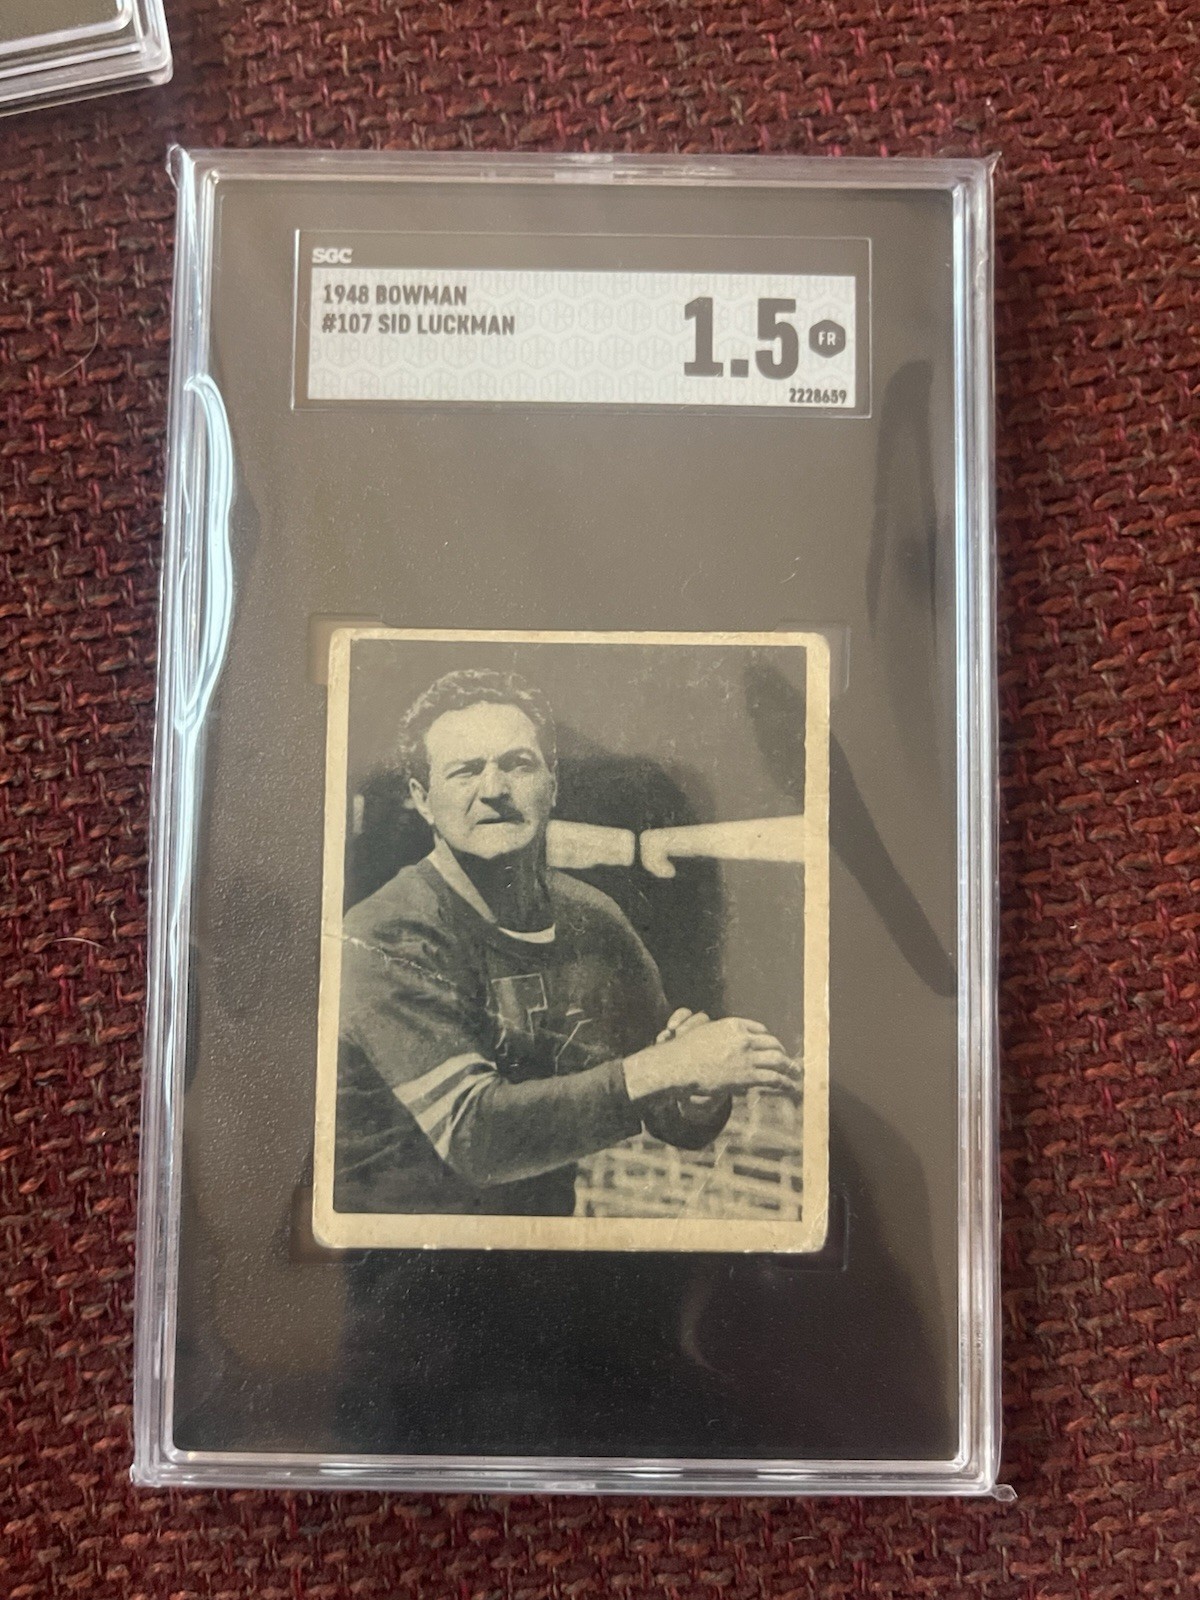 SGC
1948 BOWMAN
#107 SID LUCKMAN
1.5 FR
2228659